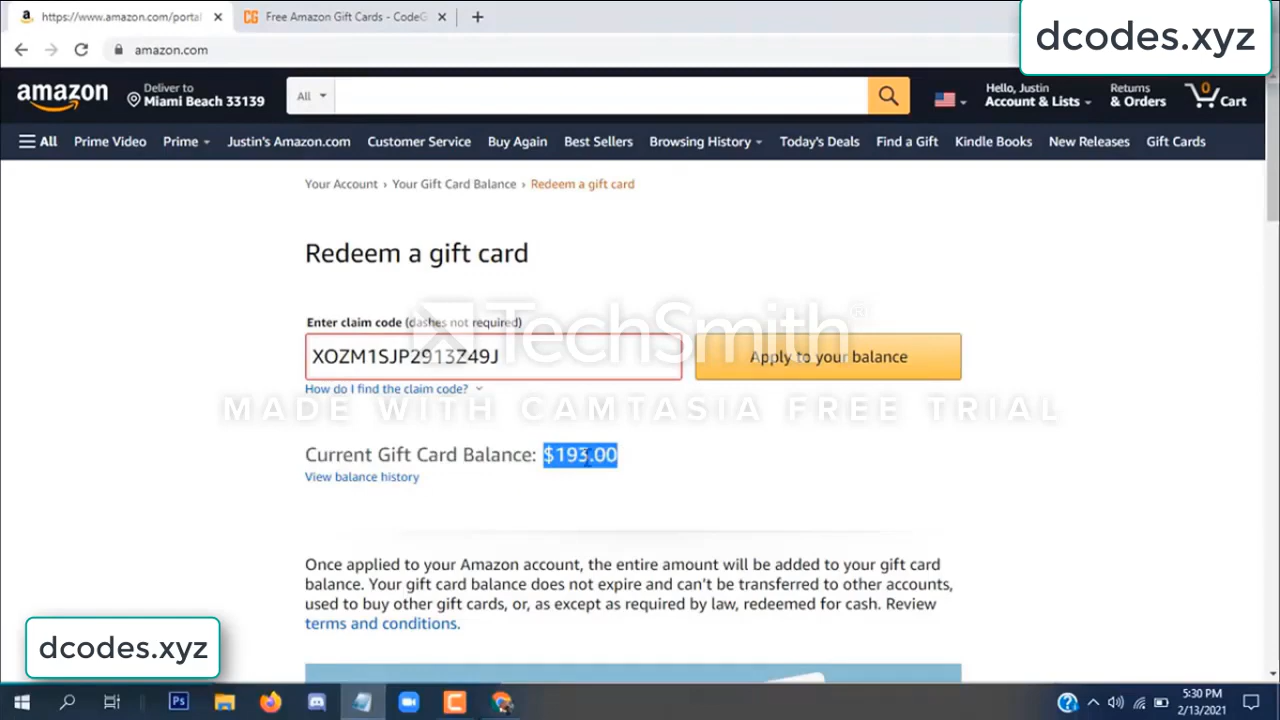 https://www.amazon.com/portal
Free Amazon Gift Cards - CodeG
dcodes.xyz
amazon.com
amazon
Deliver to
Miami Beach 33139
All
Hello, Justin
Account & Lists
Returns
& Orders
0
Cart
All
Prime Video
Prime
Justin's Amazon.com
Customer Service
Buy Again
Best Sellers
Browsing History
Today's Deals
Find a Gift
Kindle Books
New Releases
Gift Cards
Your Account › Your Gift Card Balance › Redeem a gift card
Redeem a gift card
Enter claim code (dashes not required)
TechSmith®
XOZM1SJP2913Z49J
Apply to your balance
How do I find the claim code?
MADE WITH CAMTASIA FREE TRIAL
Current Gift Card Balance: $193.00
View balance history
Once applied to your Amazon account, the entire amount will be added to your gift card
balance. Your gift card balance does not expire and can't be transferred to other accounts,
used to buy other gift cards, or, as except as required by law, redeemed for cash. Review
terms and conditions.
dcodes.xyz
Ps
5:30 PM
2/13/2021